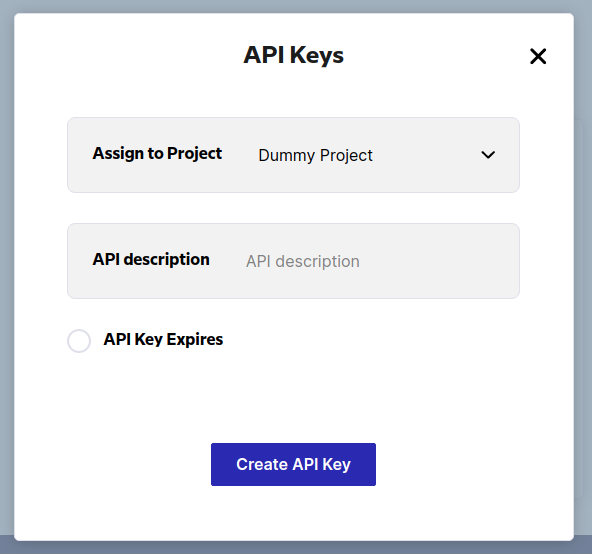 API Keys
Assign to Project Dummy Project
API description API description
API Key Expires
Create API Key